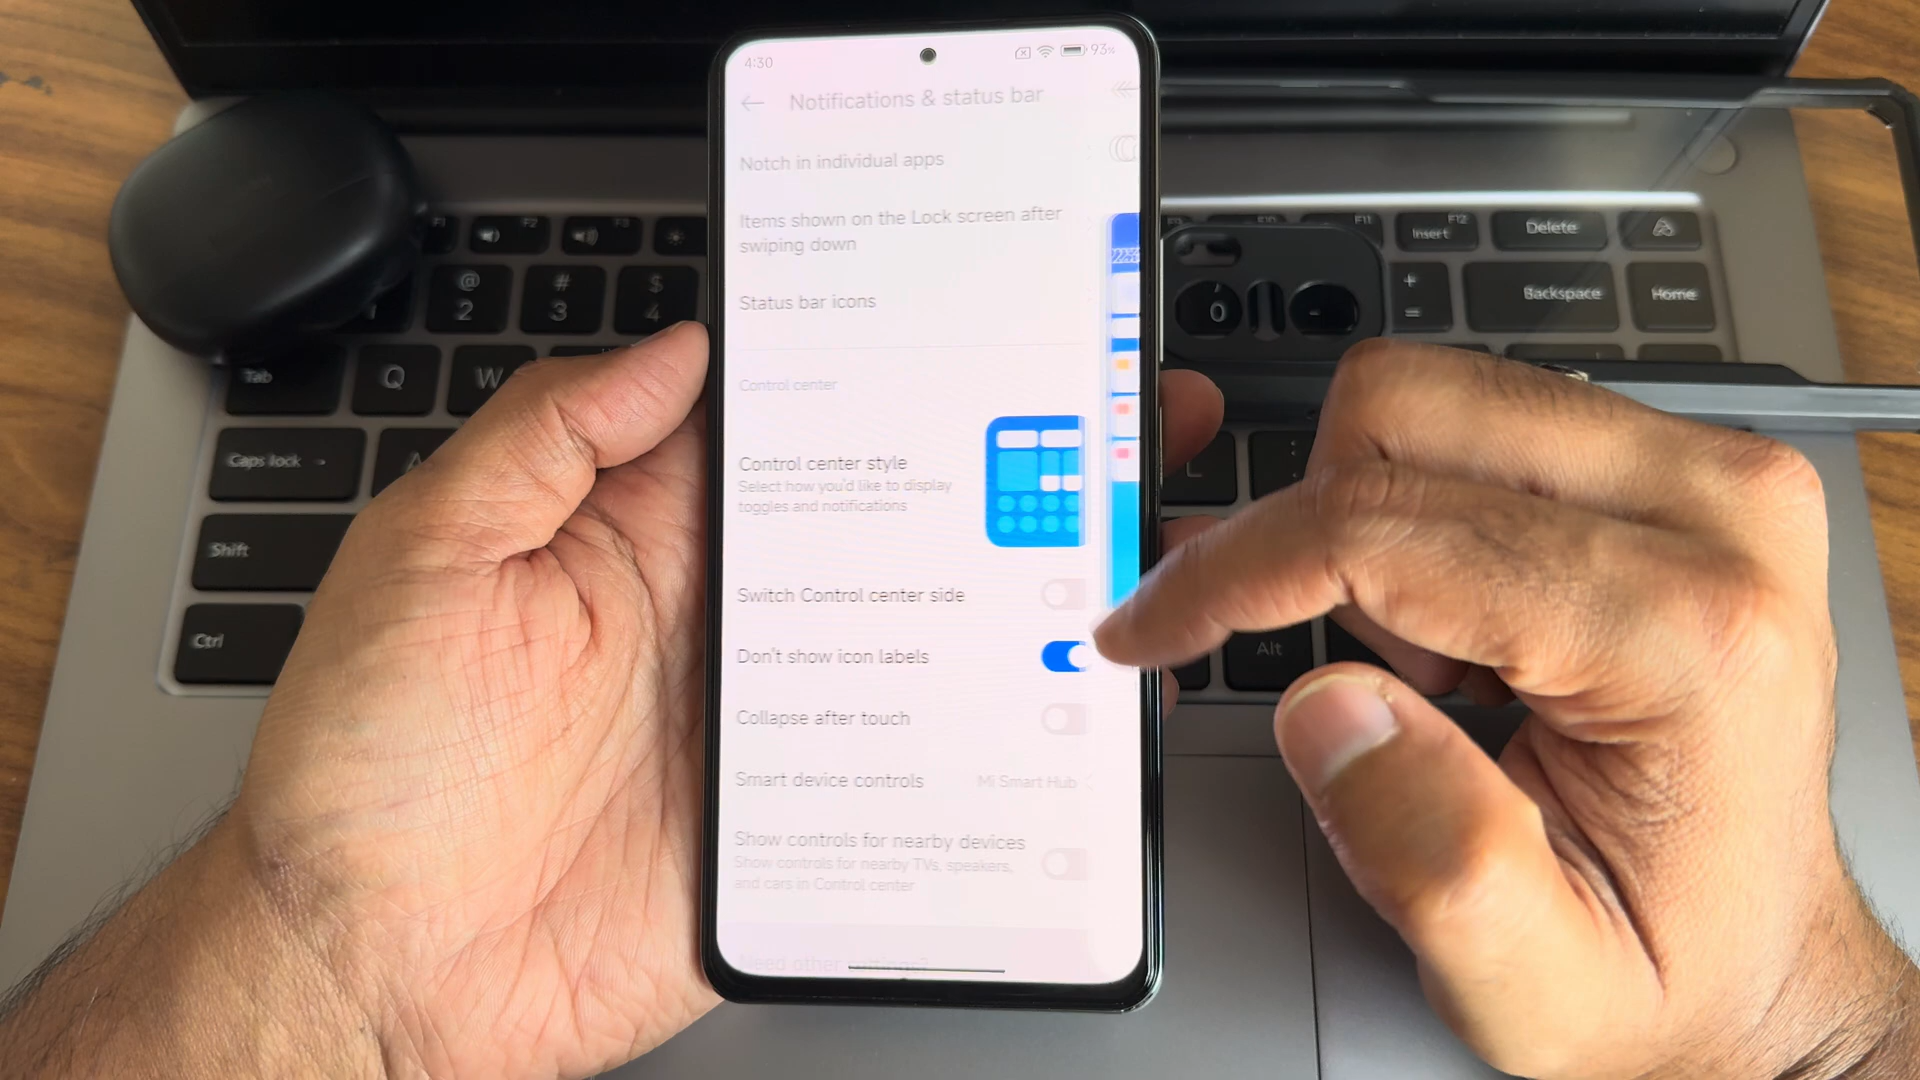 4:30
93%
Notifications & status bar
Notch in individual apps
Items shown on the Lock screen after
swiping down
Status bar icons
Control center
Control center style
Select how you'd like to display
toggles and notifications
Switch Control center side
Don't show icon labels
Collapse after touch
Smart device controls
Mi Smart Hub
Show controls for nearby devices
Show controls for nearby TVs, speakers,
and cars in Control center
Need other settings?
F1
F2
F3
F11
F12
Insert
Delete
@
2
#
3
$
4
0
-
+
=
Backspace
Home
Tab
Q
W
Caps lock
A
L
Shift
Ctrl
Alt